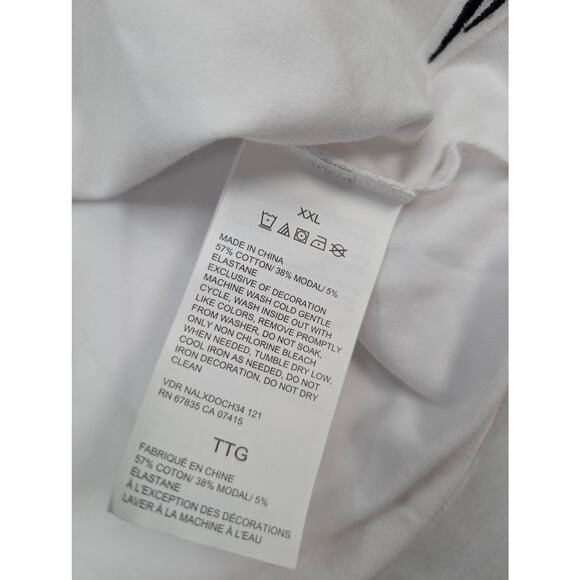 XXL
MADE IN CHINA
57% COTTON/ 38% MODAL/ 5%
ELASTANE
EXCLUSIVE OF DECORATION
MACHINE WASH COLD GENTLE
CYCLE, WASH INSIDE OUT WITH
LIKE COLORS, REMOVE PROMPTLY
FROM WASHER, DO NOT SOAK,
ONLY NON CHLORINE BLEACH
WHEN NEEDED, TUMBLE DRY LOW,
COOL IRON AS NEEDED, DO NOT
IRON DECORATION, DO NOT DRY
CLEAN
VDR NALXDOCH34 121
RN 67835 CA 07415
TTG
FABRIQUÉ EN CHINE
57% COTON/ 38% MODAL/ 5%
ÉLASTANE
À L'EXCEPTION DES DÉCORATIONS
LAVER À LA MACHINE À L'EAU